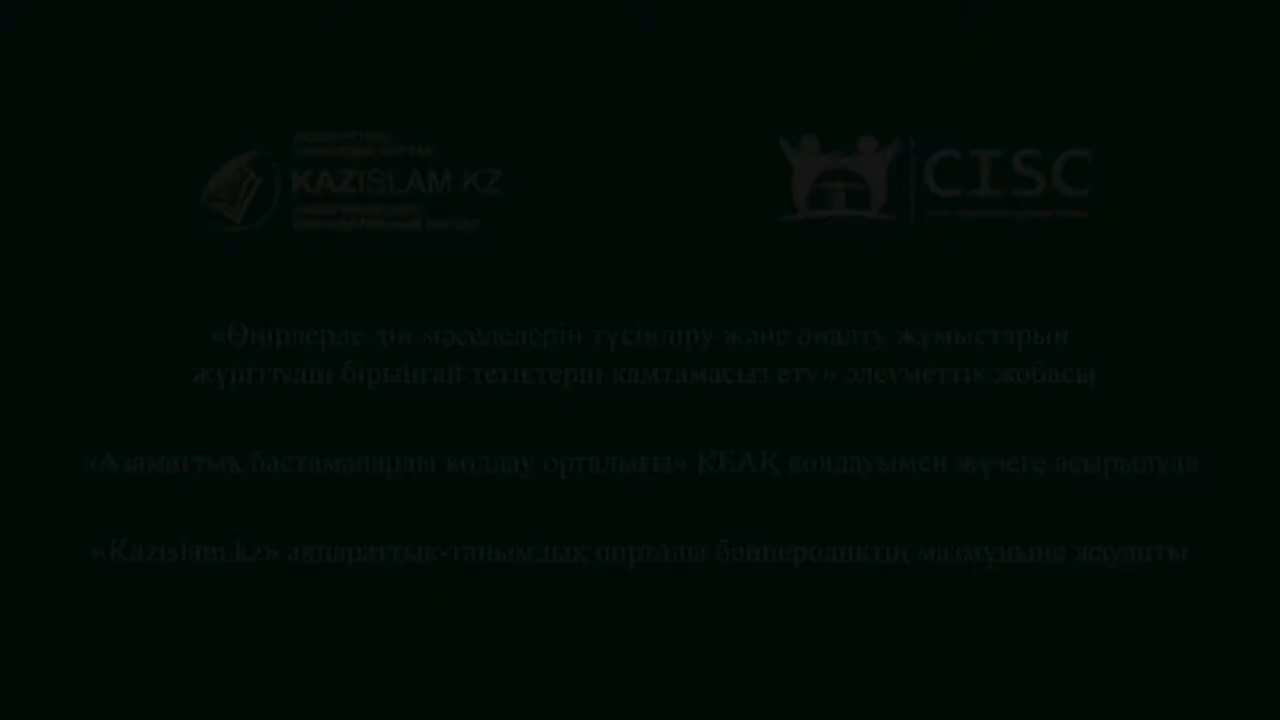 KAZISLAM.KZ
CISC
«Өңірлерде дін мәселелерін түсіндіру және оңалту жұмыстарын
жүргізудің бірыңғай тетіктерін қамтамасыз ету» әлеуметтік жобасы
«Азаматтық бастамаларды қолдау орталығы» КЕАҚ қолдауымен жүзеге асырылуда
«Kazislam.kz» ақпараттық-танымдық порталы бейнероликтің мазмұнына жауапты